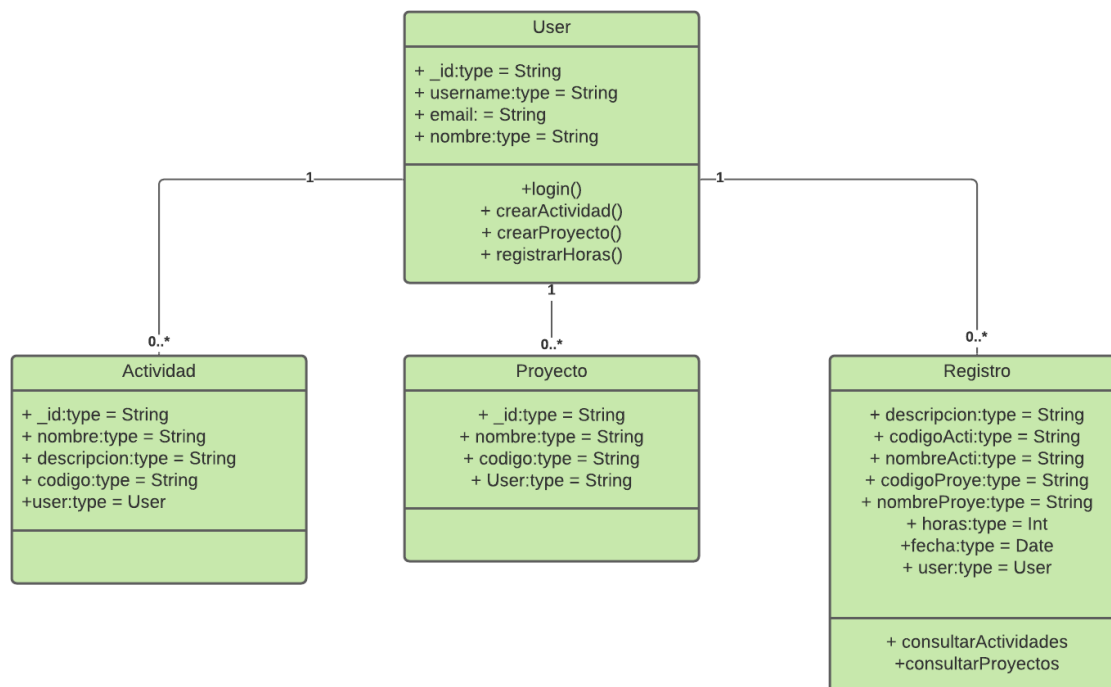 User
+ _id:type = String
+ username:type = String
+ email: = String
+ nombre:type = String
+login()
+ crearActividad()
+ crearProyecto()
+ registrarHoras()
1
1
1
0..*
0..*
0..*
Actividad
+ _id:type = String
+ nombre:type = String
+ descripcion:type = String
+ codigo:type = String
+user:type = User
Proyecto
+ _id:type = String
+ nombre:type = String
+ codigo:type = String
+ User:type = String
Registro
+ descripcion:type = String
+ codigoActi:type = String
+ nombreActi:type = String
+ codigoProye:type = String
+ nombreProye:type = String
+ horas:type = Int
+fecha:type = Date
+ user:type = User
+ consultarActividades
+consultarProyectos